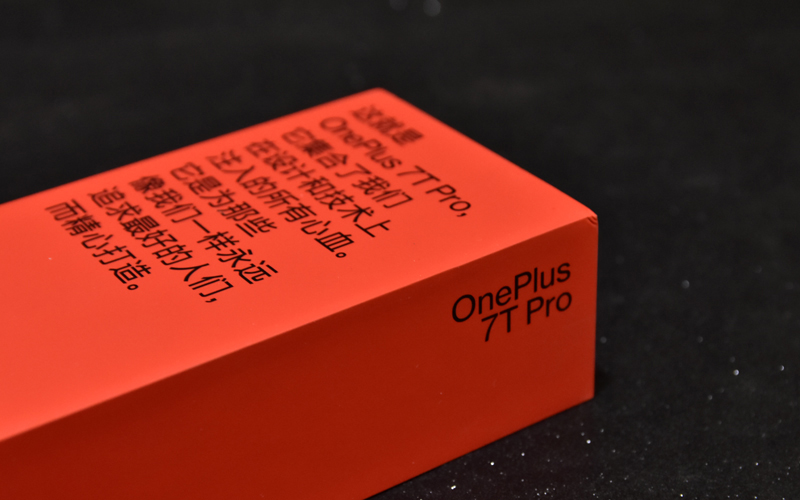 这就是
OnePlus 7T Pro,
它集合了我们
在设计和技术上
注入的所有心血。
它是为那些
像我们一样永远
追求最好的人们,
而精心打造。
OnePlus
7T Pro